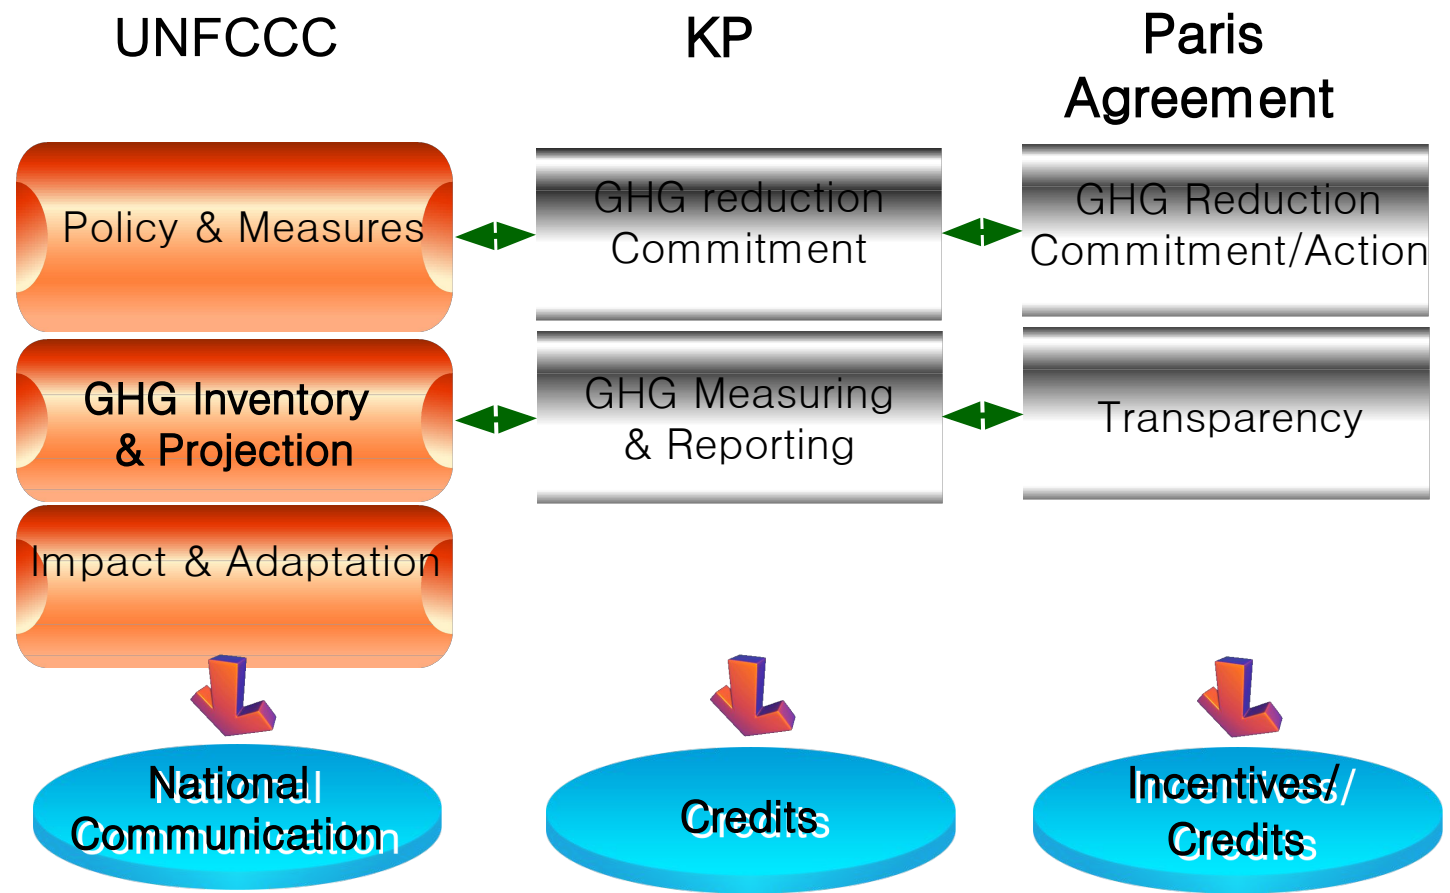 UNFCCC
KP
Paris
Agreement
Policy & Measures
GHG reduction
Commitment
GHG Reduction
Commitment/Action
GHG Inventory
& Projection
GHG Measuring
& Reporting
Transparency
Impact & Adaptation
National
Communication
Credits
Incentives/
Credits